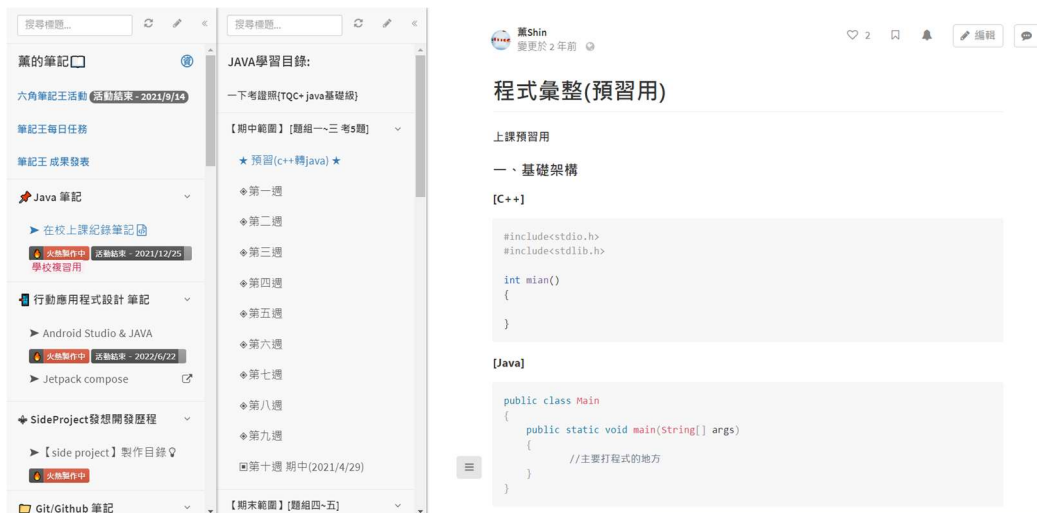 搜尋標題...
薰的筆記
六角筆記王活動 活動結束 - 2021/9/14
筆記王每日任務
筆記王 成果發表
Java 筆記
➤ 在校上課紀錄筆記
火熱製作中 活動結束 - 2021/12/25
學校複習用
行動應用程式設計 筆記
➤ Android Studio & JAVA
火熱製作中 活動結束 - 2022/6/22
➤ Jetpack compose
SideProject發想開發歷程
➤【side project】製作目錄
火熱製作中
Git/Github 筆記
搜尋標題...
JAVA學習目錄:
一下考證照{TQC+ java基礎級}
【期中範圍】[題組一~三 考5題]
★ 預習(c++轉java) ★
◈第一週
◈第二週
◈第三週
◈第四週
◈第五週
◈第六週
◈第七週
◈第八週
◈第九週
▣第十週 期中(2021/4/29)
【期末範圍】[題組四~五]
薰Shin
變更於 2 年前
2
編輯
程式彙整(預習用)
上課預習用
一、基礎架構
[C++]
#include<stdio.h>
#include<stdlib.h>
int mian()
{
}
[Java]
public class Main
{
public static void main(String[] args)
{
//主要打程式的地方
}
}